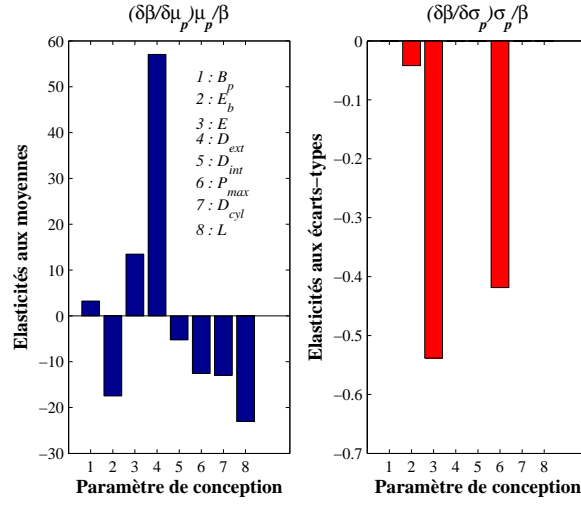 (δβ/δμp)μp/β
60
50
40
30
20
10
0
−10
−20
−30
Elasticités aux moyennes
1 : Bp
2 : Eb
3 : E
4 : Dext
5 : Dint
6 : Pmax
7 : Dcyl
8 : L
1 2 3 4 5 6 7 8
Paramètre de conception
(δβ/δσp)σp/β
0
−0.1
−0.2
−0.3
−0.4
−0.5
−0.6
−0.7
Elasticités aux écarts−types
1 2 3 4 5 6 7 8
Paramètre de conception